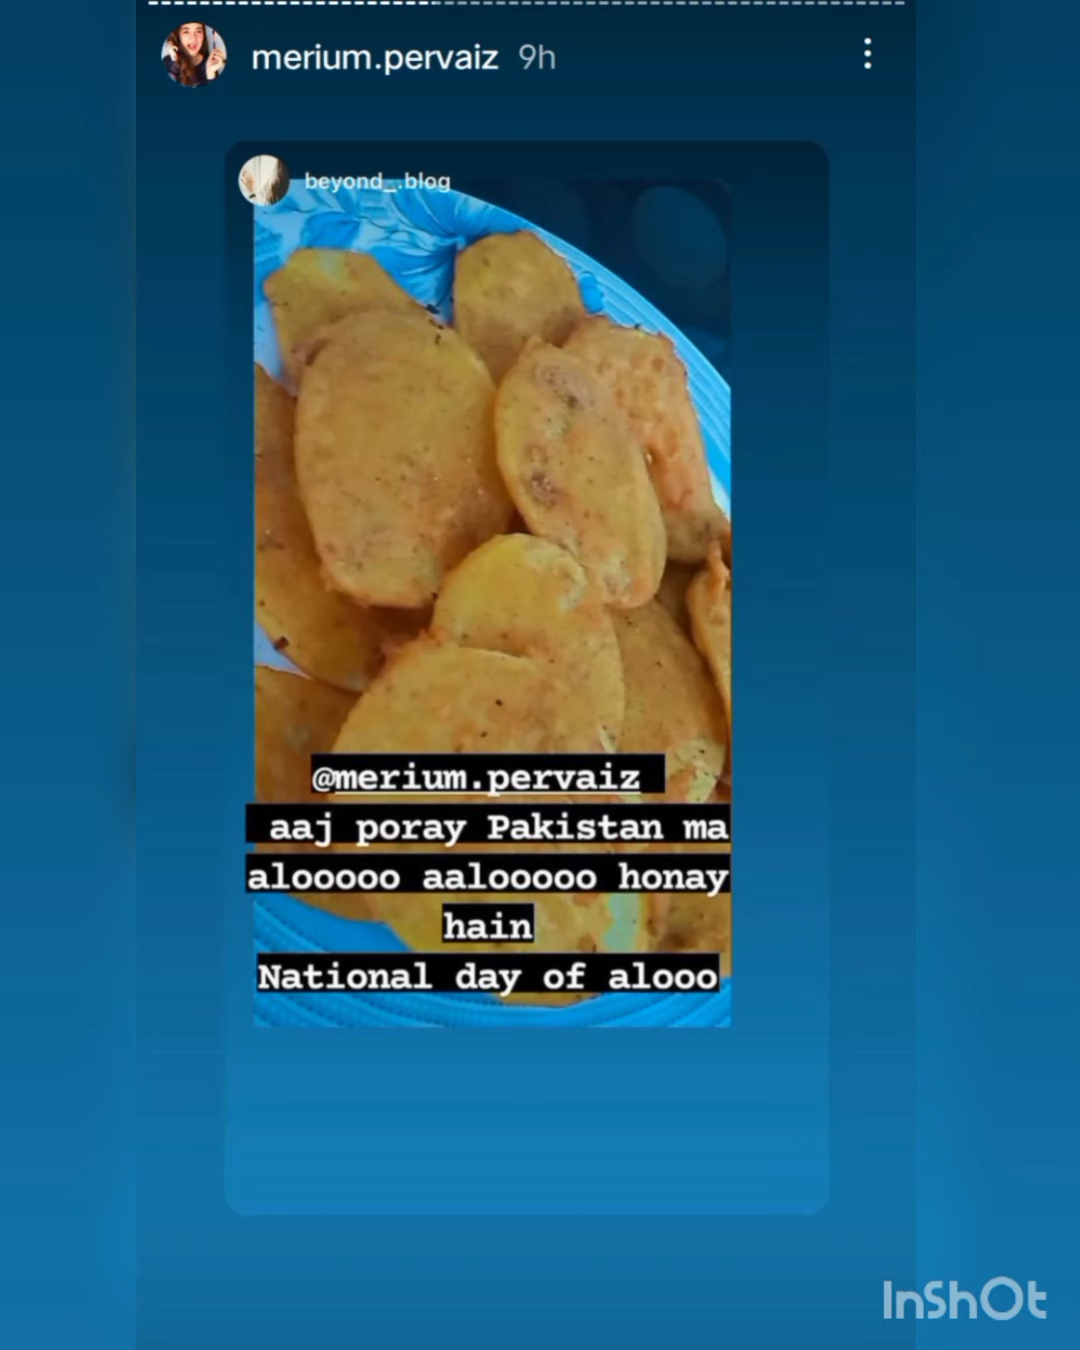 merium.pervaiz 9h
beyond_.blog
@merium.pervaiz
aaj poray Pakistan ma
alooooo aalooooo honay
hain
National day of alooo
InShOt